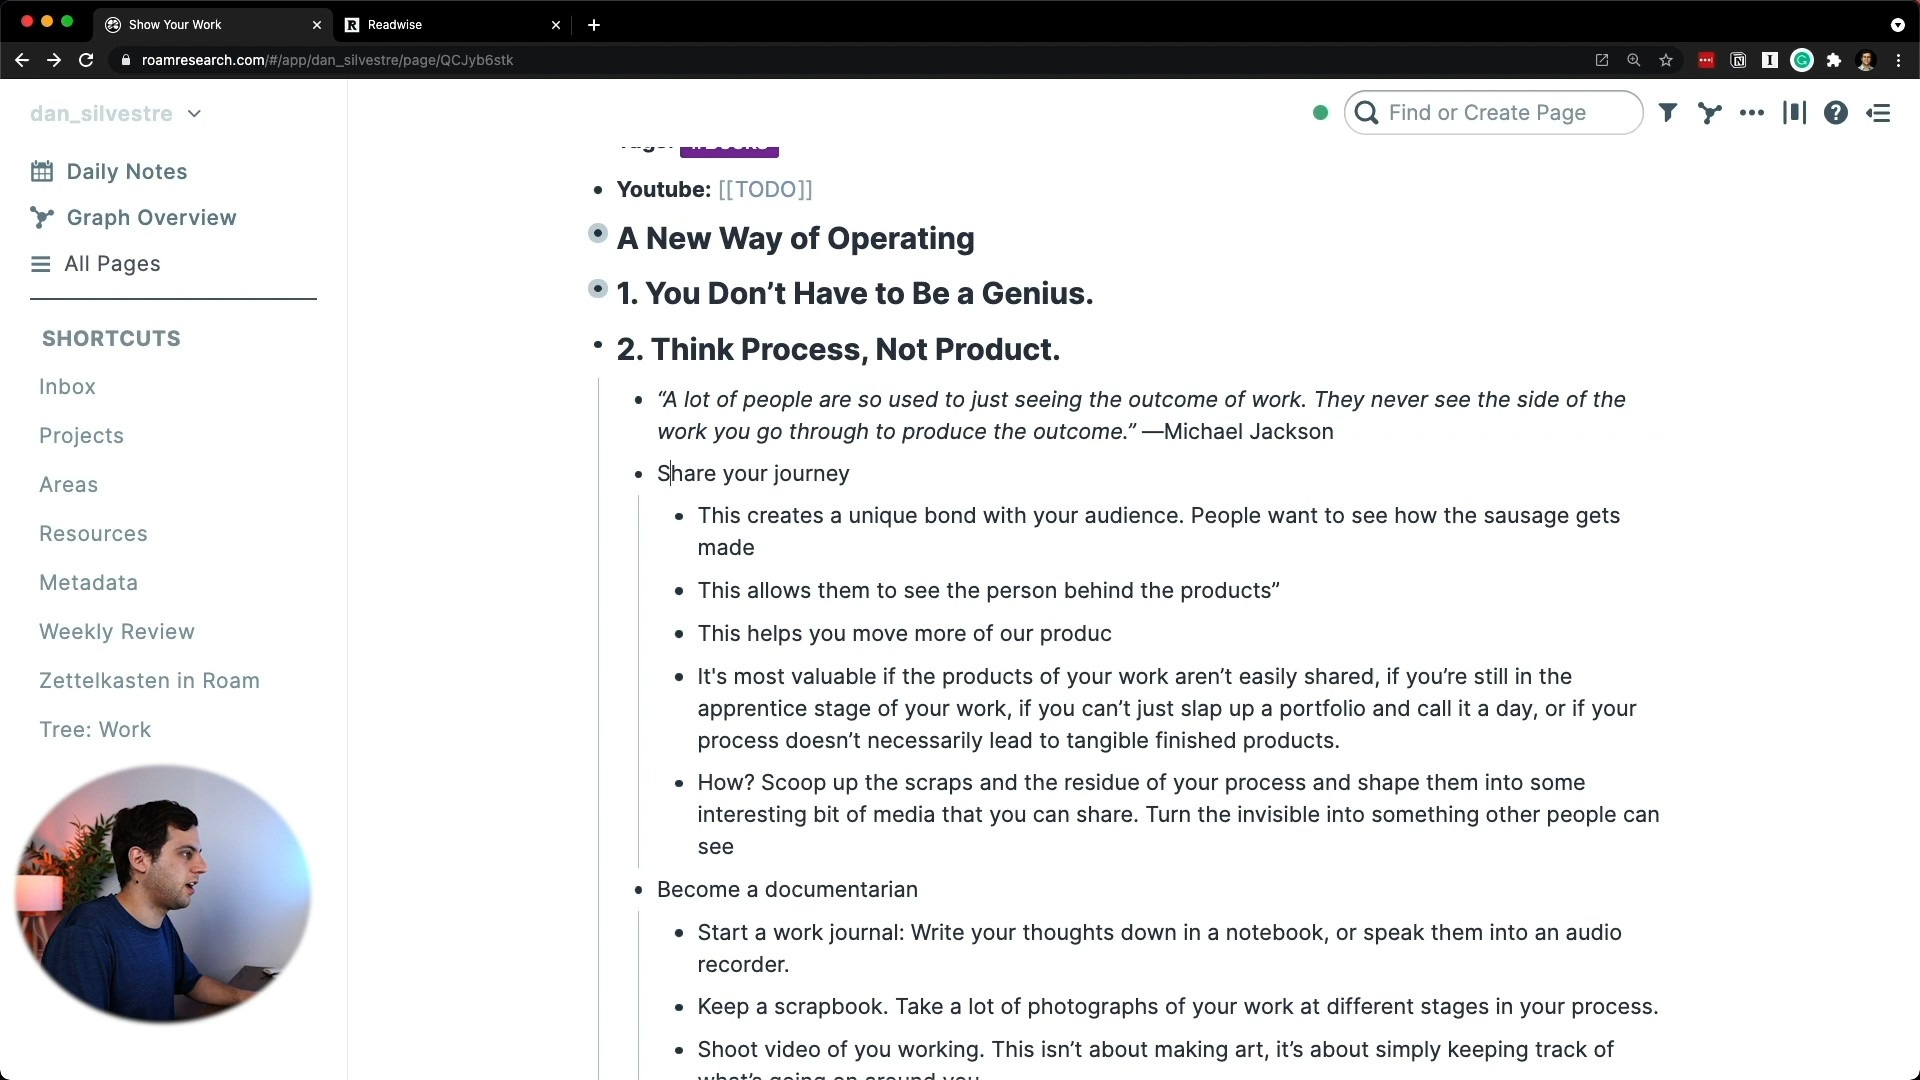 Show Your Work
Readwise
roamresearch.com/#/app/dan_silvestre/page/QCJyb6stk
dan_silvestre
Find or Create Page
Daily Notes
Graph Overview
All Pages
SHORTCUTS
Inbox
Projects
Areas
Resources
Metadata
Weekly Review
Zettelkasten in Roam
Tree: Work
Youtube: [[TODO]]
A New Way of Operating
1. You Don’t Have to Be a Genius.
2. Think Process, Not Product.
“A lot of people are so used to just seeing the outcome of work. They never see the side of the
work you go through to produce the outcome.” —Michael Jackson
Share your journey
This creates a unique bond with your audience. People want to see how the sausage gets
made
This allows them to see the person behind the products”
This helps you move more of our produc
It's most valuable if the products of your work aren’t easily shared, if you’re still in the
apprentice stage of your work, if you can’t just slap up a portfolio and call it a day, or if your
process doesn’t necessarily lead to tangible finished products.
How? Scoop up the scraps and the residue of your process and shape them into some
interesting bit of media that you can share. Turn the invisible into something other people can
see
Become a documentarian
Start a work journal: Write your thoughts down in a notebook, or speak them into an audio
recorder.
Keep a scrapbook. Take a lot of photographs of your work at different stages in your process.
Shoot video of you working. This isn’t about making art, it’s about simply keeping track of
what’s going on around you